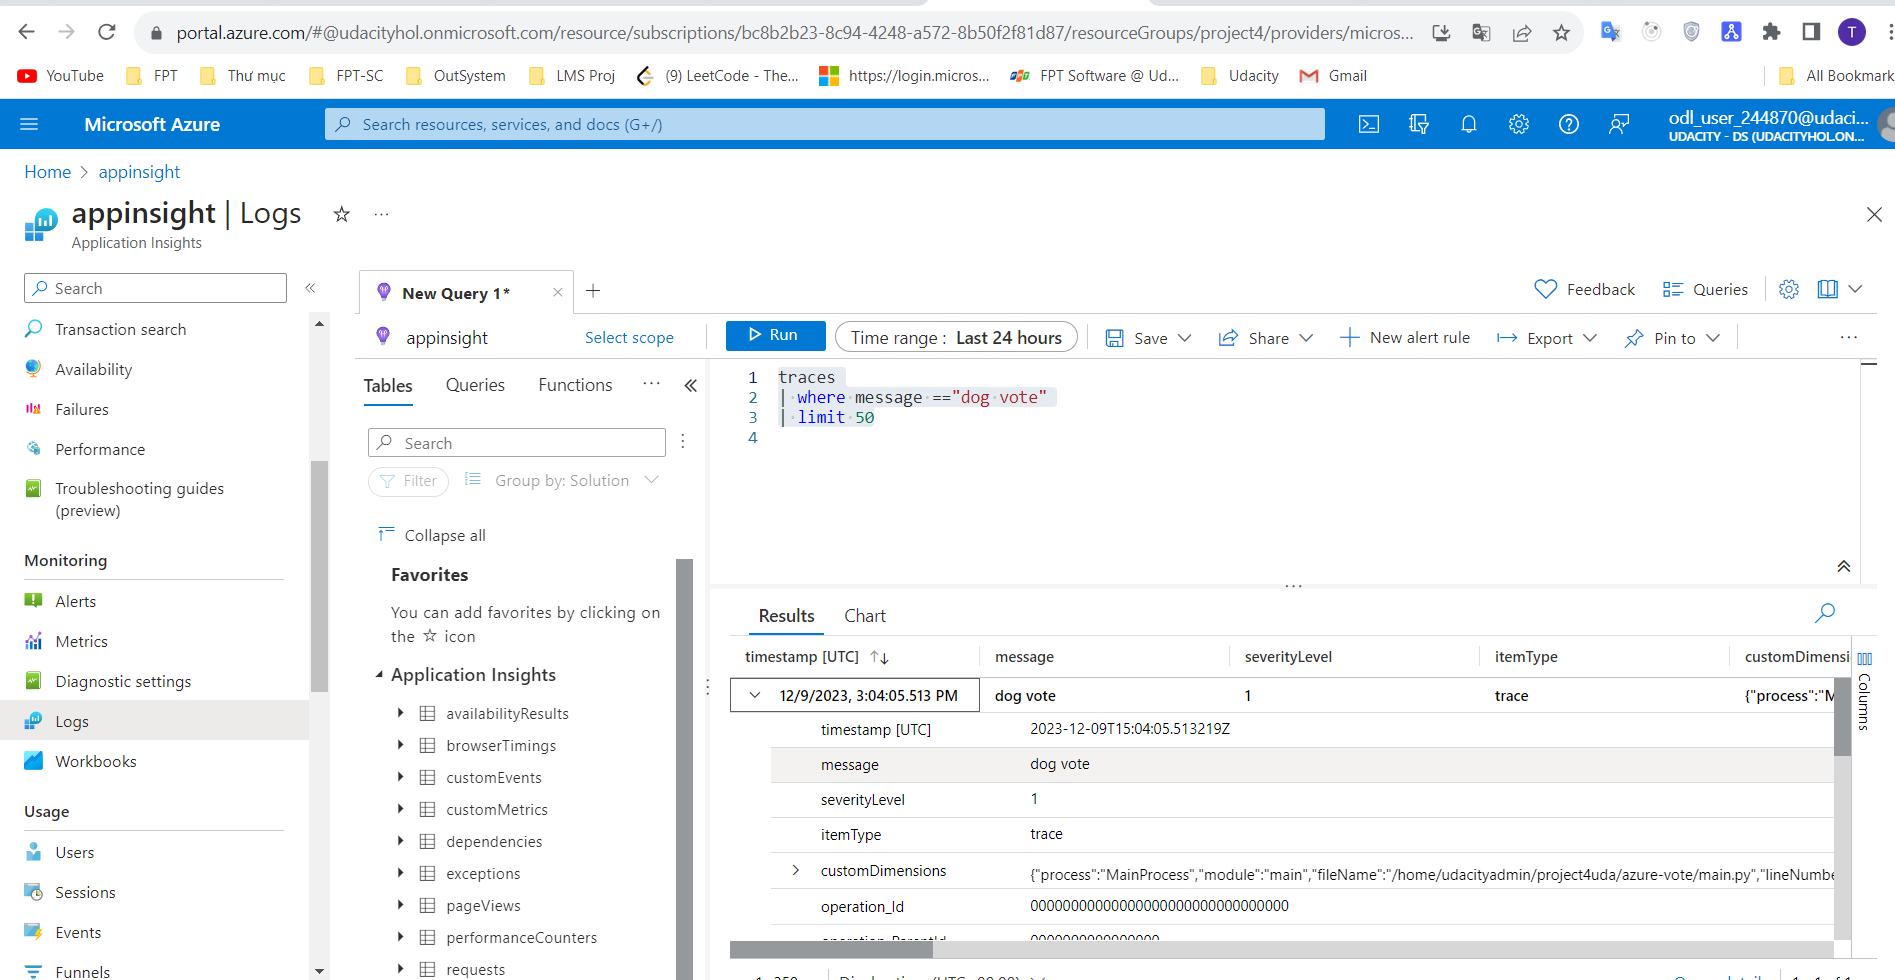 portal.azure.com/#@udacityhol.onmicrosoft.com/resource/subscriptions/bc8b2b23-8c94-4248-a572-8b50f2f81d87/resourceGroups/project4/providers/micros...
T
YouTube FPT Thư mục FPT-SC OutSystem LMS Proj (9) LeetCode - The... https://login.micros... FPT Software @ Ud... Udacity Gmail All Bookmark
Microsoft Azure
Search resources, services, and docs (G+/)
odl_user_244870@udaci...
UDACITY - DS (UDACITYHOL.ON...
Home > appinsight
appinsight | Logs ...
Application Insights
Search
Transaction search
Availability
Failures
Performance
Troubleshooting guides
(preview)
Monitoring
Alerts
Metrics
Diagnostic settings
Logs
Workbooks
Usage
Users
Sessions
Events
Funnels
New Query 1*
Feedback Queries
appinsight Select scope
Run Time range : Last 24 hours Save Share New alert rule Export Pin to ...
Tables Queries Functions ...
Search
Filter Group by: Solution
Collapse all
Favorites
You can add favorites by clicking on
the ☆ icon
Application Insights
availabilityResults
browserTimings
customEvents
customMetrics
dependencies
exceptions
pageViews
performanceCounters
requests
1 traces
2 | where message =="dog vote"
3 | limit 50
4
Results Chart
timestamp [UTC] message severityLevel itemType customDimensi
12/9/2023, 3:04:05.513 PM dog vote 1 trace {"process":"M
timestamp [UTC] 2023-12-09T15:04:05.513219Z
message dog vote
severityLevel 1
itemType trace
customDimensions {"process":"MainProcess","module":"main","fileName":"/home/udacityadmin/project4uda/azure-vote/main.py","lineNumbe
operation_Id 00000000000000000000000000000000
operation_ParentId 0000000000000000
Columns